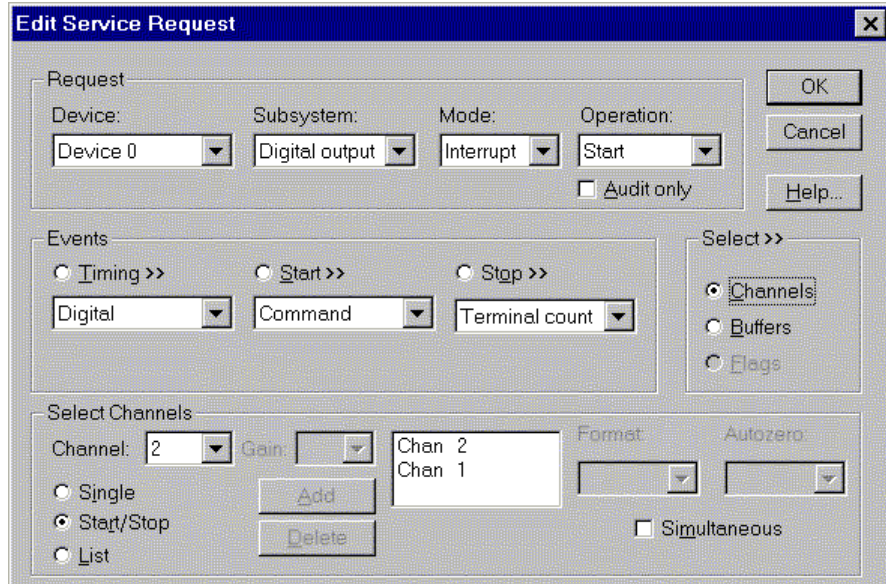 Edit Service Request
Request
OK
Device:
Subsystem:
Mode:
Operation:
Device 0
Digital output
Interrupt
Start
Cancel
Audit only
Help...
Events
Select >>
Timing >>
Start >>
Stop >>
Channels
Digital
Command
Terminal count
Buffers
Flags
Select Channels
Channel:
2
Gain:
Chan 2
Chan 1
Format:
Autozero:
Single
Add
Start/Stop
Delete
Simultaneous
List